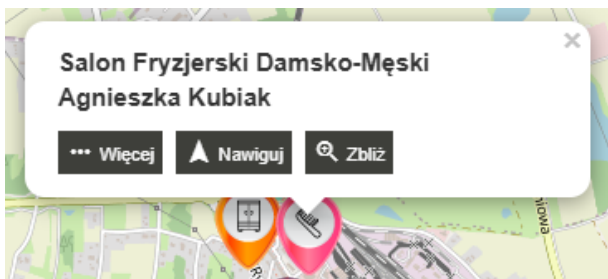 Salon Fryzjerski Damsko-Męski
Agnieszka Kubiak
×
••• Więcej
Nawiguj
Zbliż